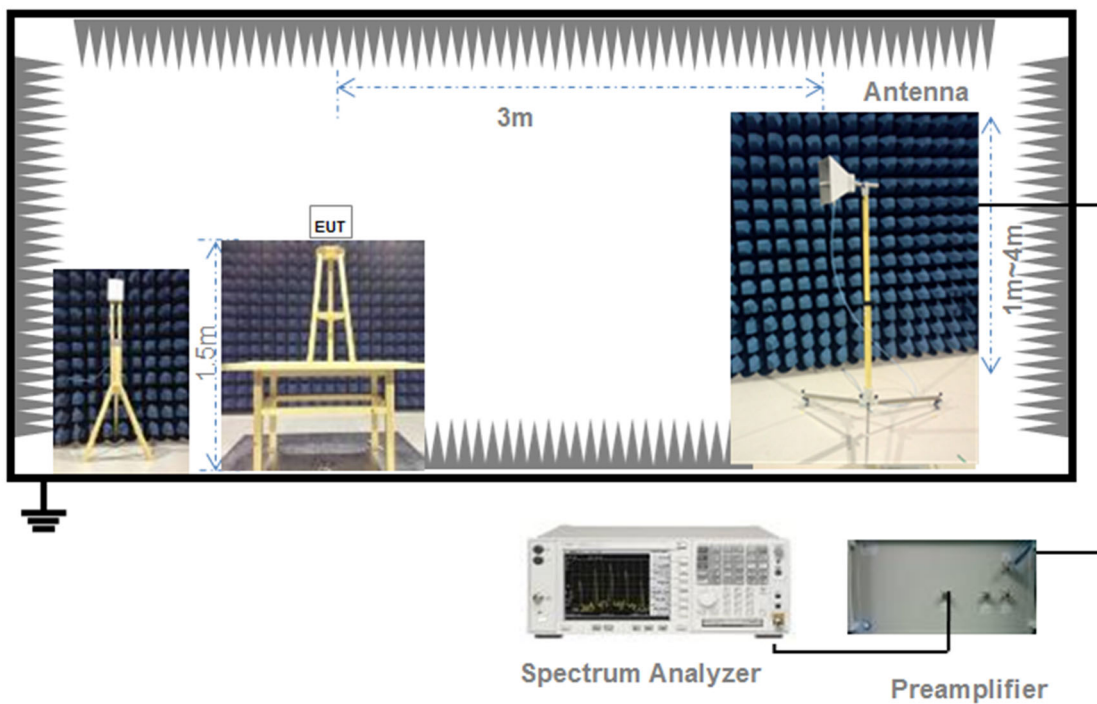 Antenna
3m
EUT
1.5m
1m~4m
Spectrum Analyzer
Preamplifier